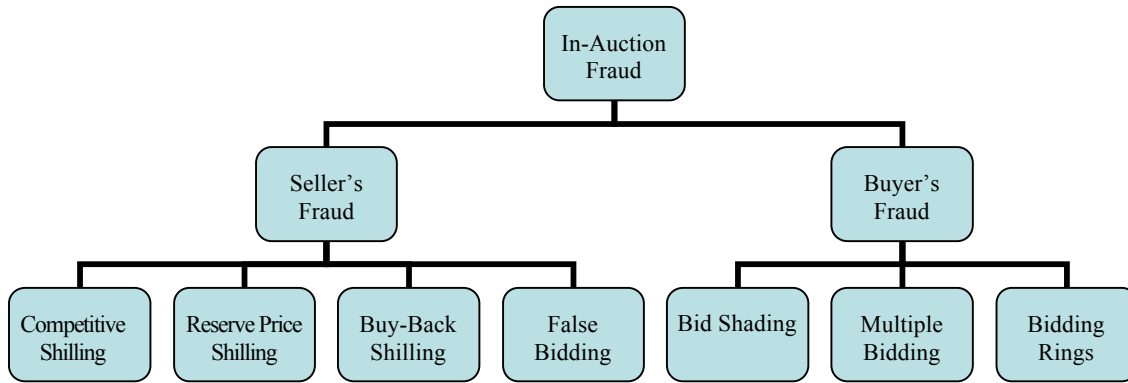 In-Auction
Fraud
Seller's
Fraud
Buyer's
Fraud
Competitive
Shilling
Reserve Price
Shilling
Buy-Back
Shilling
False
Bidding
Bid Shading
Multiple
Bidding
Bidding
Rings